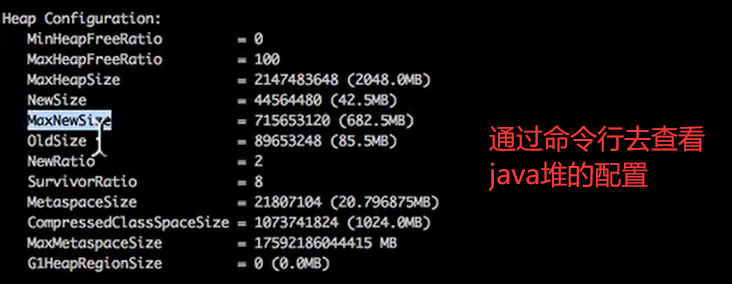 Heap Configuration:
MinHeapFreeRatio = 0
MaxHeapFreeRatio = 100
MaxHeapSize = 2147483648 (2048.0MB)
NewSize = 44564480 (42.5MB)
MaxNewSize = 715653120 (682.5MB)
OldSize = 89653248 (85.5MB)
NewRatio = 2
SurvivorRatio = 8
MetaspaceSize = 21807104 (20.796875MB)
CompressedClassSpaceSize = 1073741824 (1024.0MB)
MaxMetaspaceSize = 17592186044415 MB
G1HeapRegionSize = 0 (0.0MB)
通过命令行去查看
java堆的配置